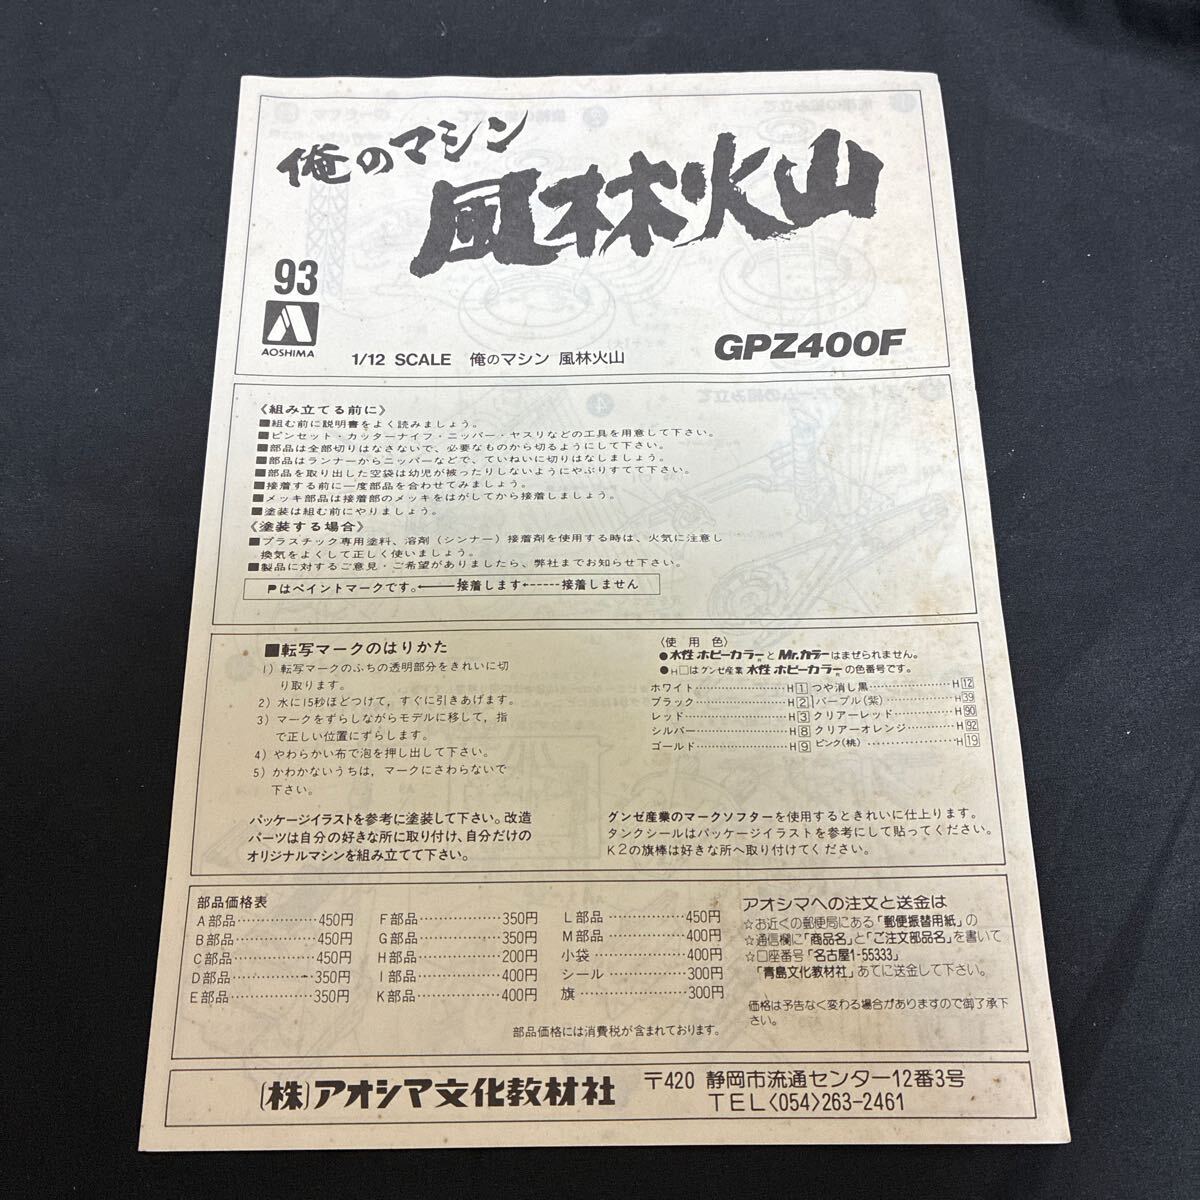 俺のマシン
風林火山
93
AOSHIMA
1/12 SCALE 俺のマシン 風林火山
GPZ400F
《組み立てる前に》
■組む前に説明書をよく読みましょう。
■ピンセット・カッターナイフ・ニッパー・ヤスリなどの工具を用意して下さい。
■部品は全部切りはなさないで、必要なものから切るようにして下さい。
■部品はランナーからニッパーなどで、ていねいに切りはなしましょう。
■部品を取り出した空袋は幼児が被ったりしないようにやぶりすてて下さい。
■接着する前に一度部品を合わせてみましょう。
■メッキ部品は接着部のメッキをはがしてから接着しましょう。
■塗装は組む前にやりましょう。
《塗装する場合》
■プラスチック専用塗料、溶剤（シンナー）接着剤を使用する時は、火気に注意し
換気をよくして正しく使いましょう。
■製品に対するご意見・ご希望がありましたら、弊社までお知らせ下さい。
Pはペイントマークです。←――接着します←-----接着しません
■転写マークのはりかた
1）転写マークのふちの透明部分をきれいに切
り取ります。
2）水に15秒ほどつけて，すぐに引きあげます。
3）マークをずらしながらモデルに移して，指
で正しい位置にずらします。
4）やわらかい布で泡を押し出して下さい。
5）かわかないうちは，マークにさわらないで
下さい。
パッケージイラストを参考に塗装して下さい。改造
パーツは自分の好きな所に取り付け、自分だけの
オリジナルマシンを組み立てて下さい。
〈使用色〉
●水性ホビーカラーとMr.カラーはまぜられません。
●H□はグンゼ産業 水性ホビーカラーの色番号です。
ホワイト……………H1
ブラック……………H2
レッド………………H3
シルバー……………H8
ゴールド……………H9
つや消し黒…………H12
パープル（紫）………H39
クリアーレッド………H90
クリアーオレンジ……H92
ピンク（桃）…………H19
グンゼ産業のマークソフターを使用するときれいに仕上ります。
タンクシールはパッケージイラストを参考にして貼ってください。
K2の旗棒は好きな所へ取り付けてください。
部品価格表
A部品……………450円
B部品……………450円
C部品……………450円
D部品……………350円
E部品……………350円
F部品……………350円
G部品……………350円
H部品……………200円
I部品……………400円
K部品……………400円
L部品……………450円
M部品……………400円
小袋………………400円
シール……………300円
旗…………………300円
部品価格には消費税が含まれております。
アオシマへの注文と送金は
☆お近くの郵便局にある「郵便振替用紙」の
☆通信欄に「商品名」と「ご注文部品名」を書いて
☆口座番号「名古屋1-55333」
「青島文化教材社」あてに送金して下さい。
価格は予告なく変わる場合がありますので御了承下
さい。
(株)アオシマ文化教材社
〒420 静岡市流通センター12番3号
TEL〈054〉263-2461